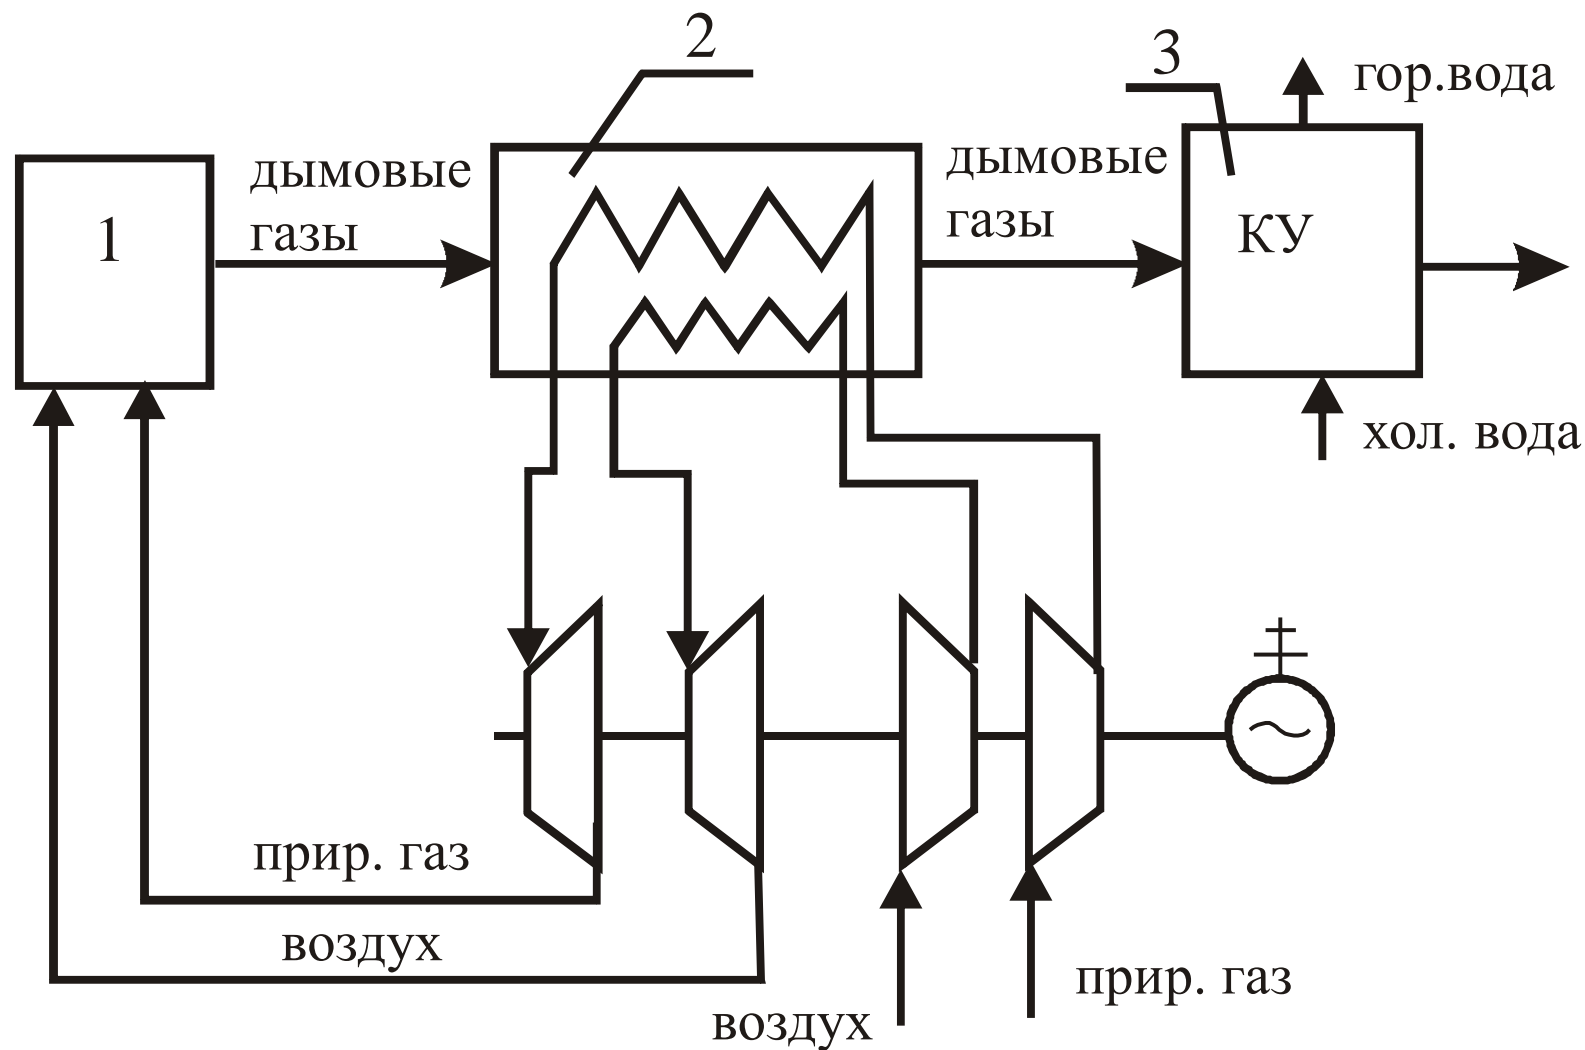 2
3
гор.вода
1
дымовые
газы
дымовые
газы
КУ
хол. вода
прир. газ
воздух
воздух
прир. газ